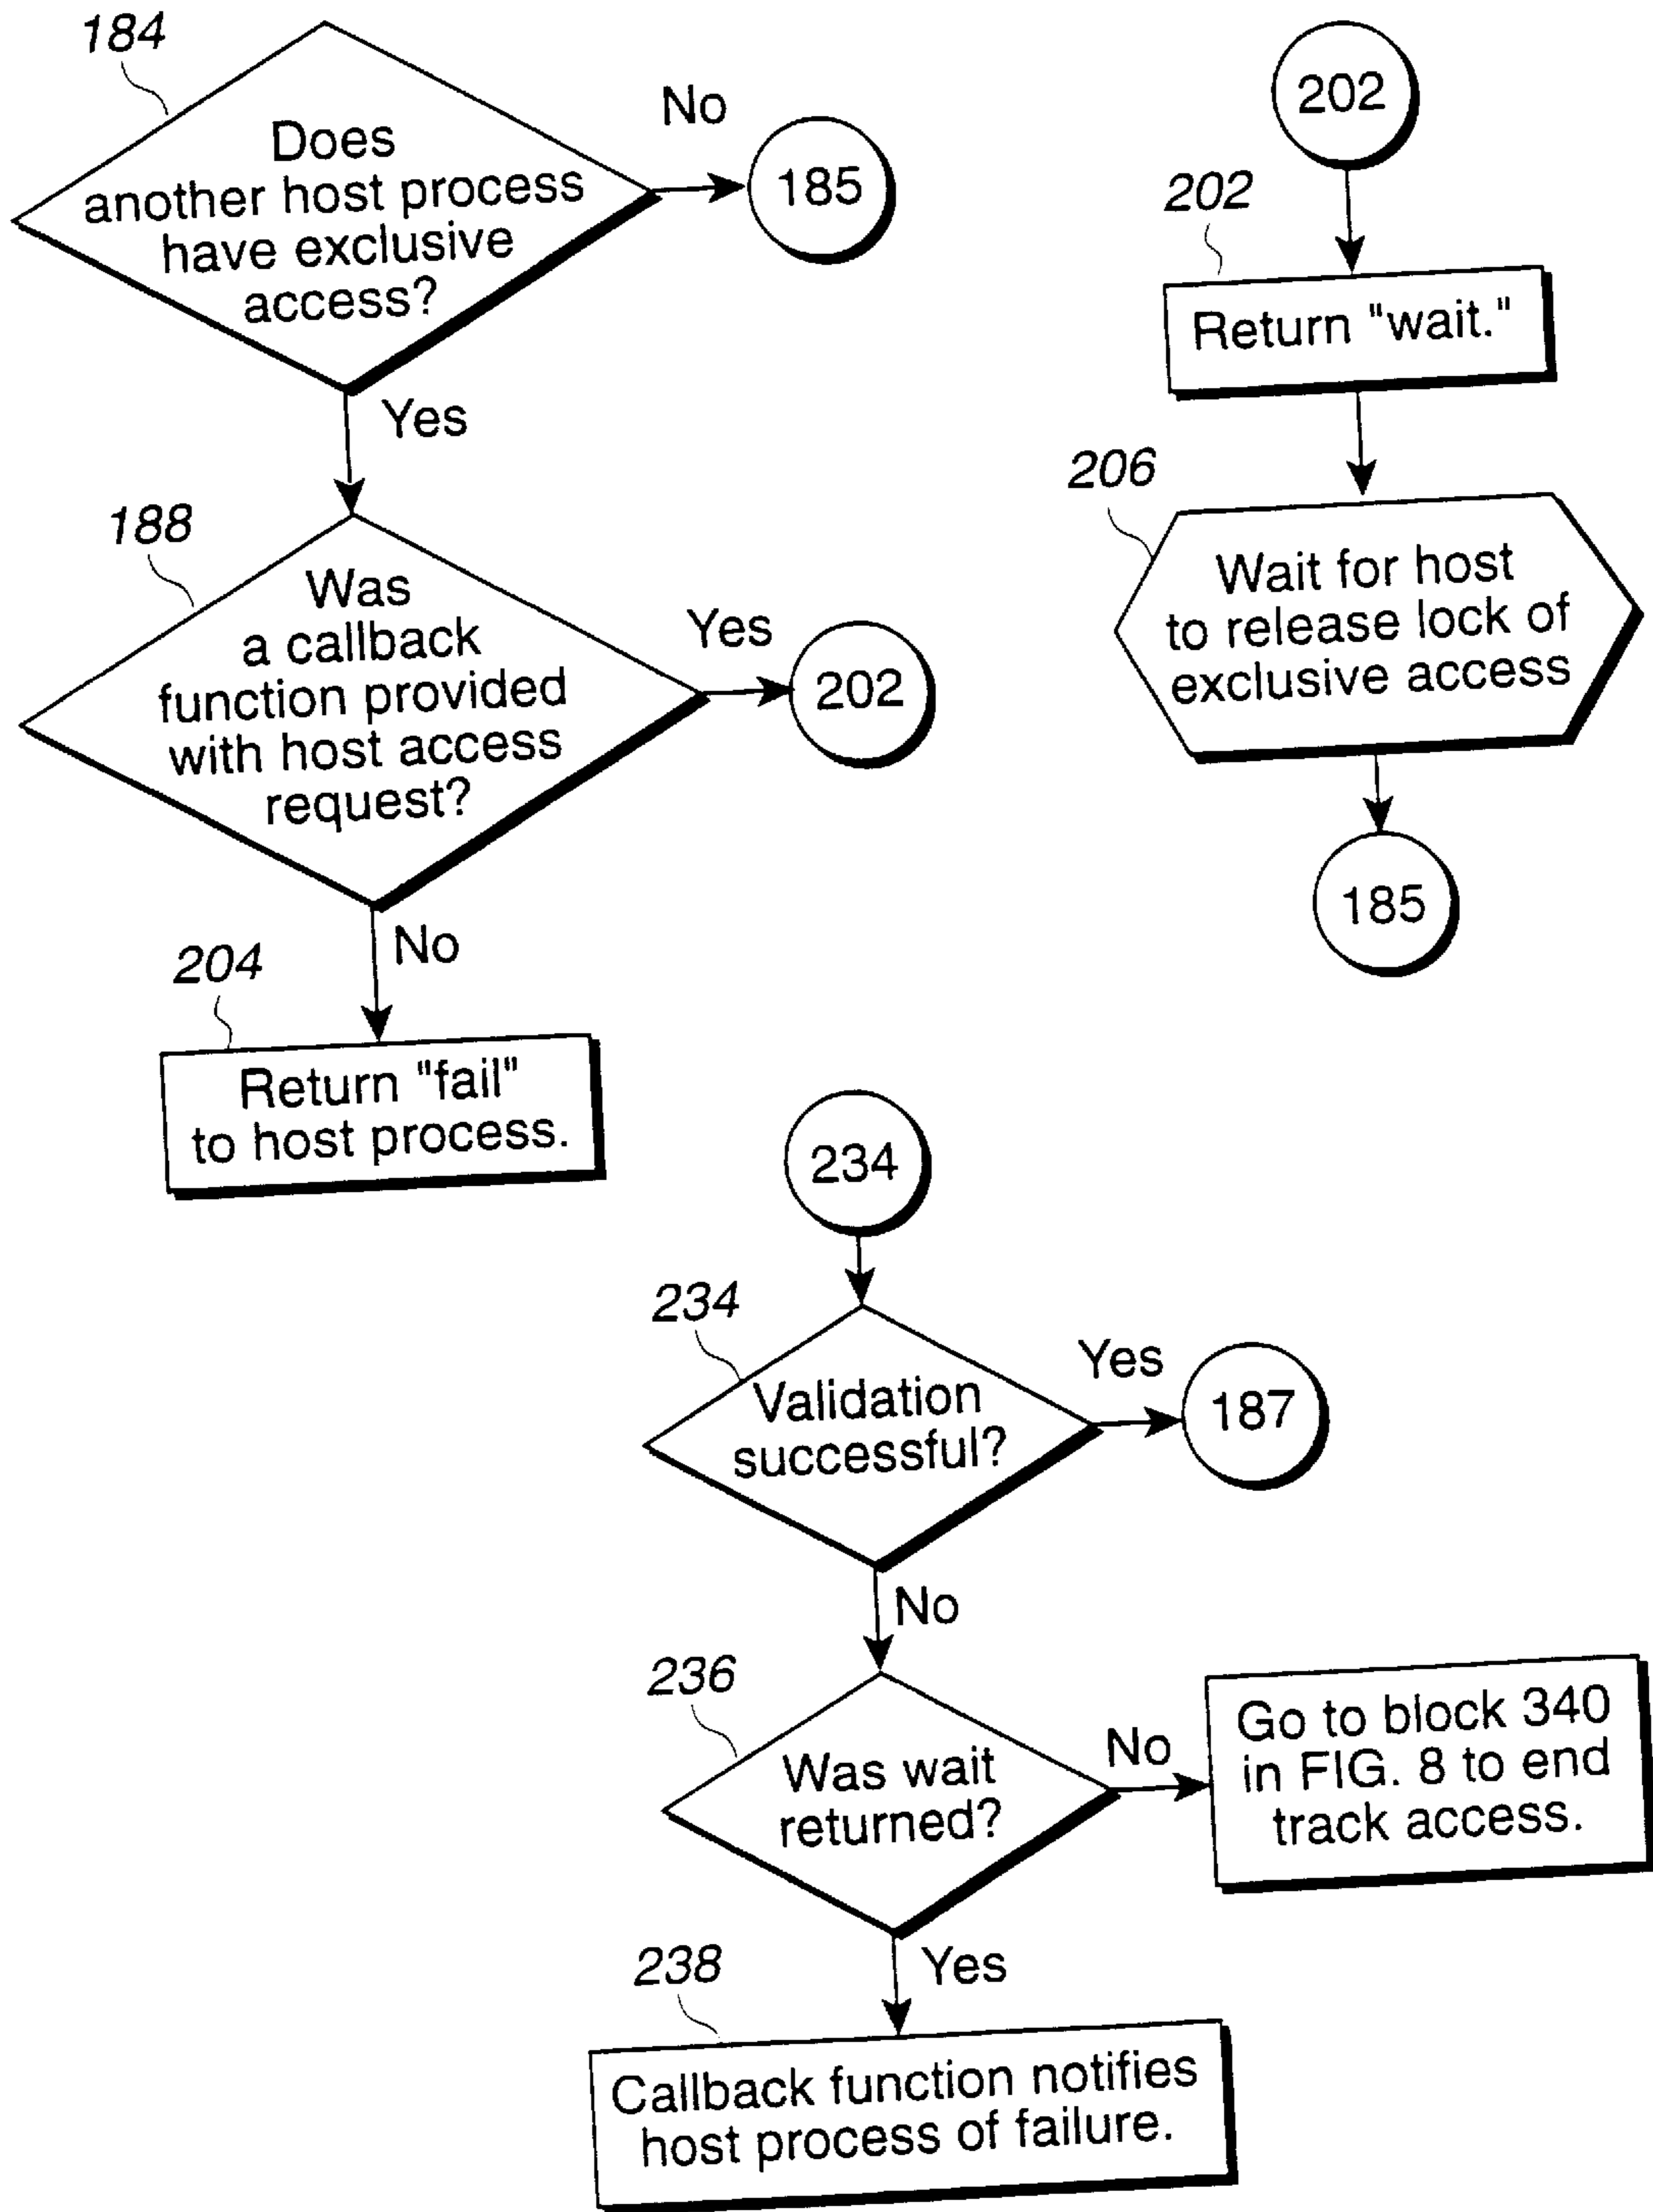 184
Does
another host process
have exclusive
access?
No
185
Yes
188
Was
a callback
function provided
with host access
request?
Yes
202
No
204
Return "fail"
to host process.
202
202
Return "wait."
206
Wait for host
to release lock of
exclusive access
185
234
234
Validation
successful?
Yes
187
No
236
Was wait
returned?
No
Go to block 340
in FIG. 8 to end
track access.
Yes
238
Callback function notifies
host process of failure.